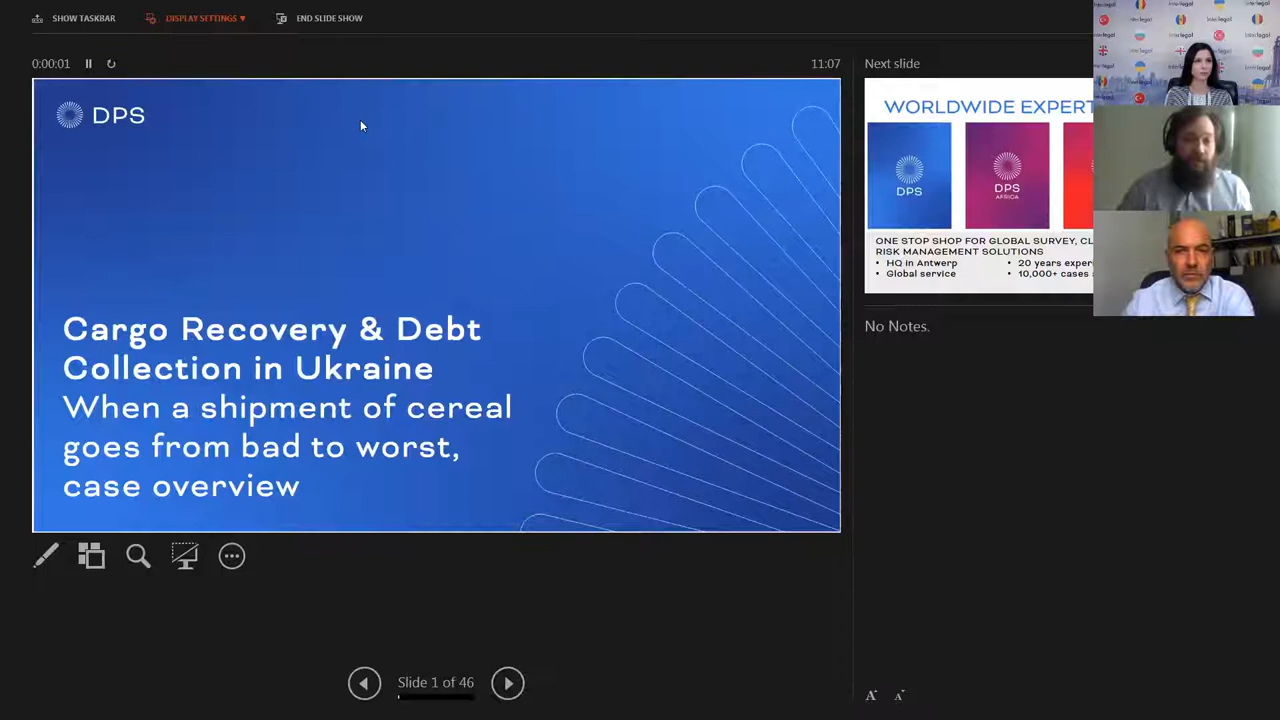 SHOW TASKBAR
DISPLAY SETTINGS ▾
END SLIDE SHOW
0:00:01
11:07
DPS
Cargo Recovery & Debt
Collection in Ukraine
When a shipment of cereal
goes from bad to worst,
case overview
Slide 1 of 46
Next slide
WORLDWIDE EXPERT
DPS
DPS
AFRICA
ONE STOP SHOP FOR GLOBAL SURVEY, CL
RISK MANAGEMENT SOLUTIONS
• HQ in Antwerp
• 20 years experi
• Global service
• 10,000+ cases
No Notes.
A
A
Interlegal
Interlegal